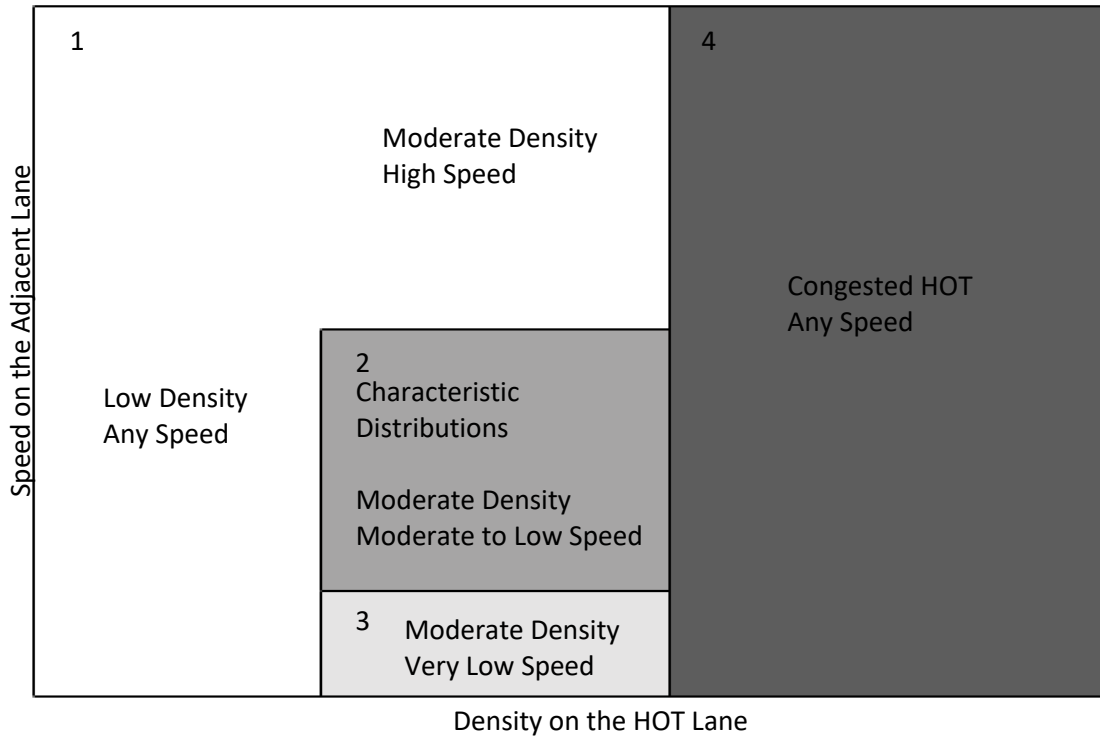 1
4
Moderate Density
High Speed
Speed on the Adjacent Lane
Congested HOT
Any Speed
2
Characteristic
Distributions
Low Density
Any Speed
Moderate Density
Moderate to Low Speed
3
Moderate Density
Very Low Speed
Density on the HOT Lane